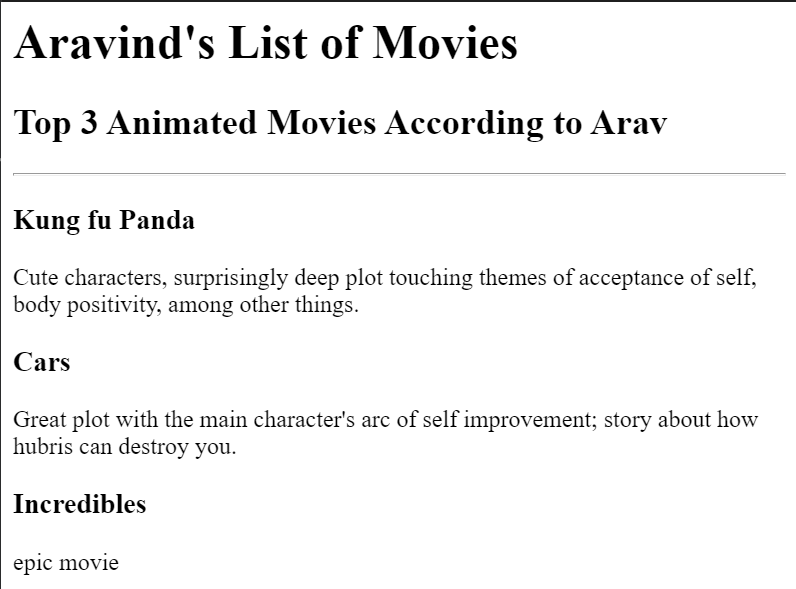 Aravind's List of Movies
Top 3 Animated Movies According to Arav
Kung fu Panda
Cute characters, surprisingly deep plot touching themes of acceptance of self,
body positivity, among other things.
Cars
Great plot with the main character's arc of self improvement; story about how
hubris can destroy you.
Incredibles
epic movie